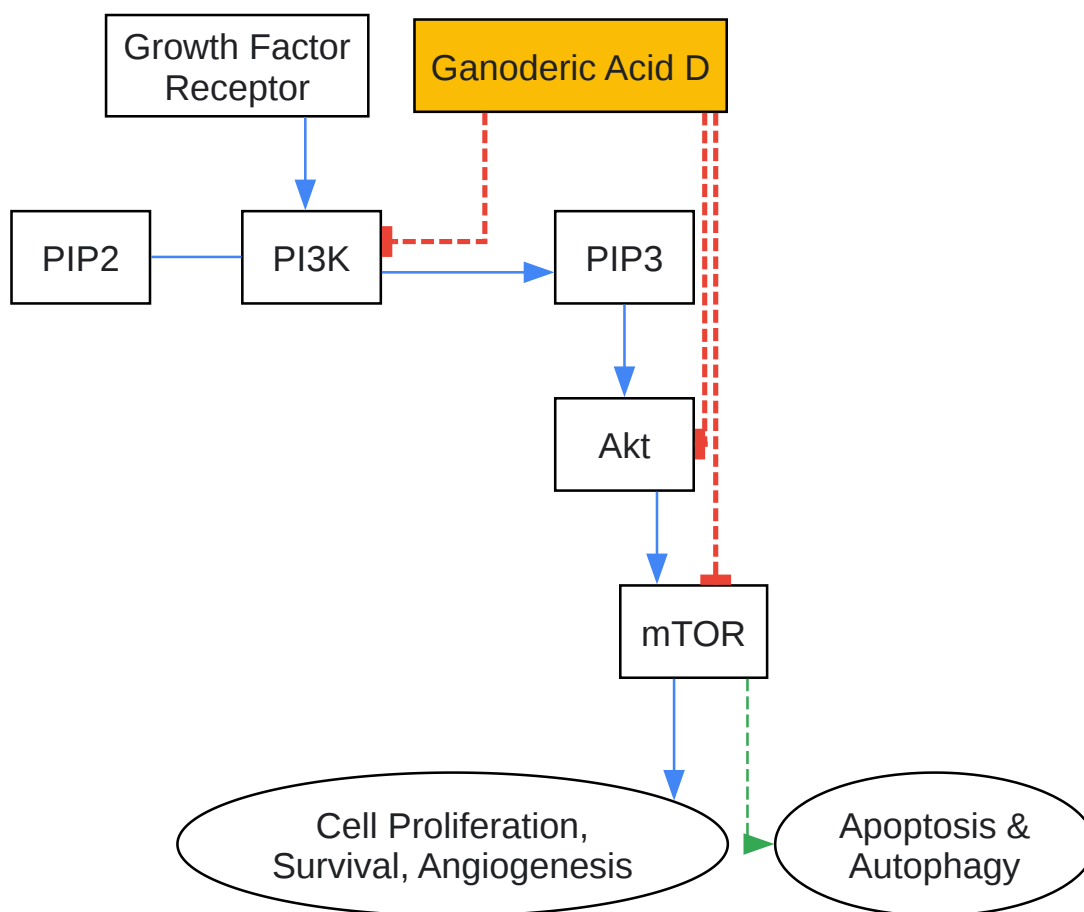 Growth Factor
Receptor
Ganoderic Acid D
PIP2
PI3K
PIP3
Akt
mTOR
Cell Proliferation,
Survival, Angiogenesis
Apoptosis &
Autophagy